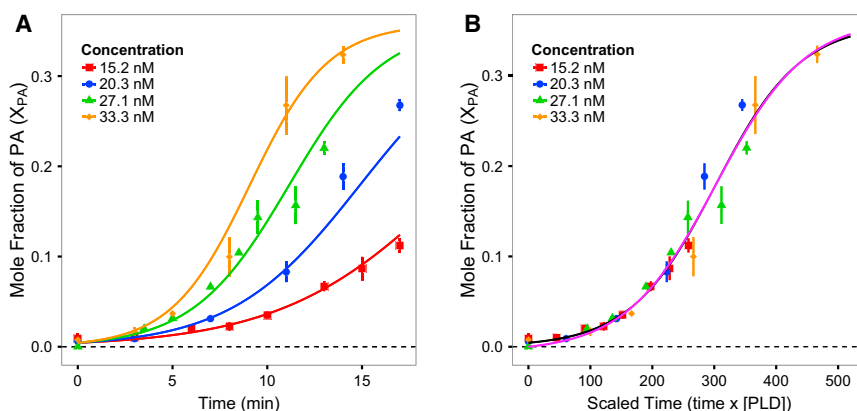 A
Concentration
15.2 nM
20.3 nM
27.1 nM
33.3 nM
0.3
0.2
0.1
0.0
Mole Fraction of PA (X_PA)
0
5
10
15
Time (min)
B
Concentration
15.2 nM
20.3 nM
27.1 nM
33.3 nM
0.3
0.2
0.1
0.0
Mole Fraction of PA (X_PA)
0
100
200
300
400
500
Scaled Time (time x [PLD])